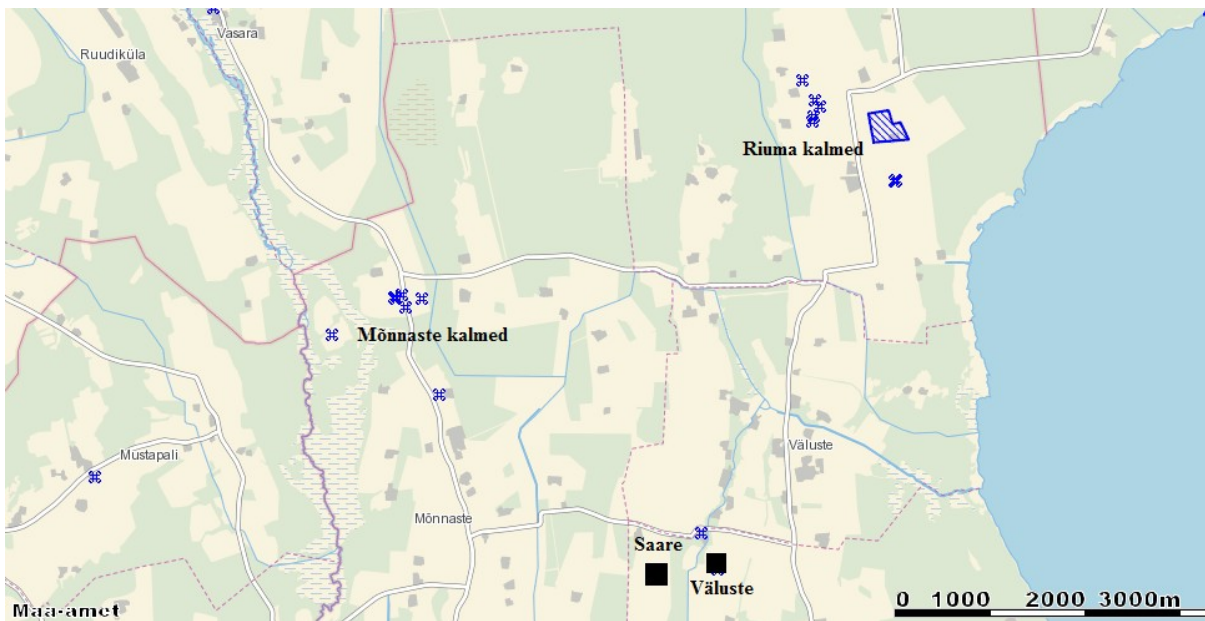 Vasara
Ruudiküla
Riuma kalmed
Mõnnaste kalmed
Mustapali
Väluste
Mõnnaste
Saare
Väluste
Maa-amet
0 1000 2000 3000m